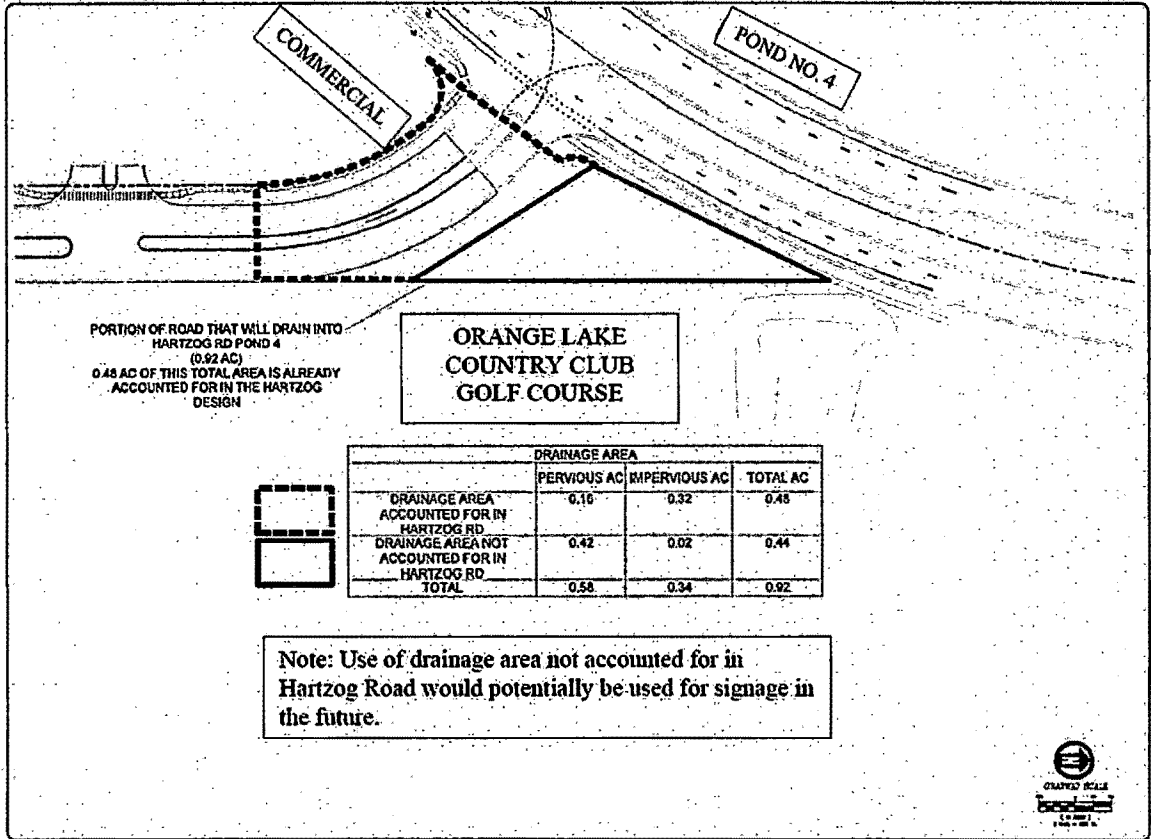 COMMERCIAL
POND NO. 4
PORTION OF ROAD THAT WILL DRAIN INTO
HARTZOG RD POND 4
(0.92 AC)
0.48 AC OF THIS TOTAL AREA IS ALREADY
ACCOUNTED FOR IN THE HARTZOG
DESIGN
ORANGE LAKE
COUNTRY CLUB
GOLF COURSE
DRAINAGE AREA
PERVIOUS AC IMPERVIOUS AC TOTAL AC
DRAINAGE AREA 0.16 0.32 0.48
ACCOUNTED FOR IN
HARTZOG RD
DRAINAGE AREA NOT 0.42 0.02 0.44
ACCOUNTED FOR IN
HARTZOG RD
TOTAL 0.58 0.34 0.92
Note: Use of drainage area not accounted for in
Hartzog Road would potentially be used for signage in
the future.
GRAPHIC SCALE